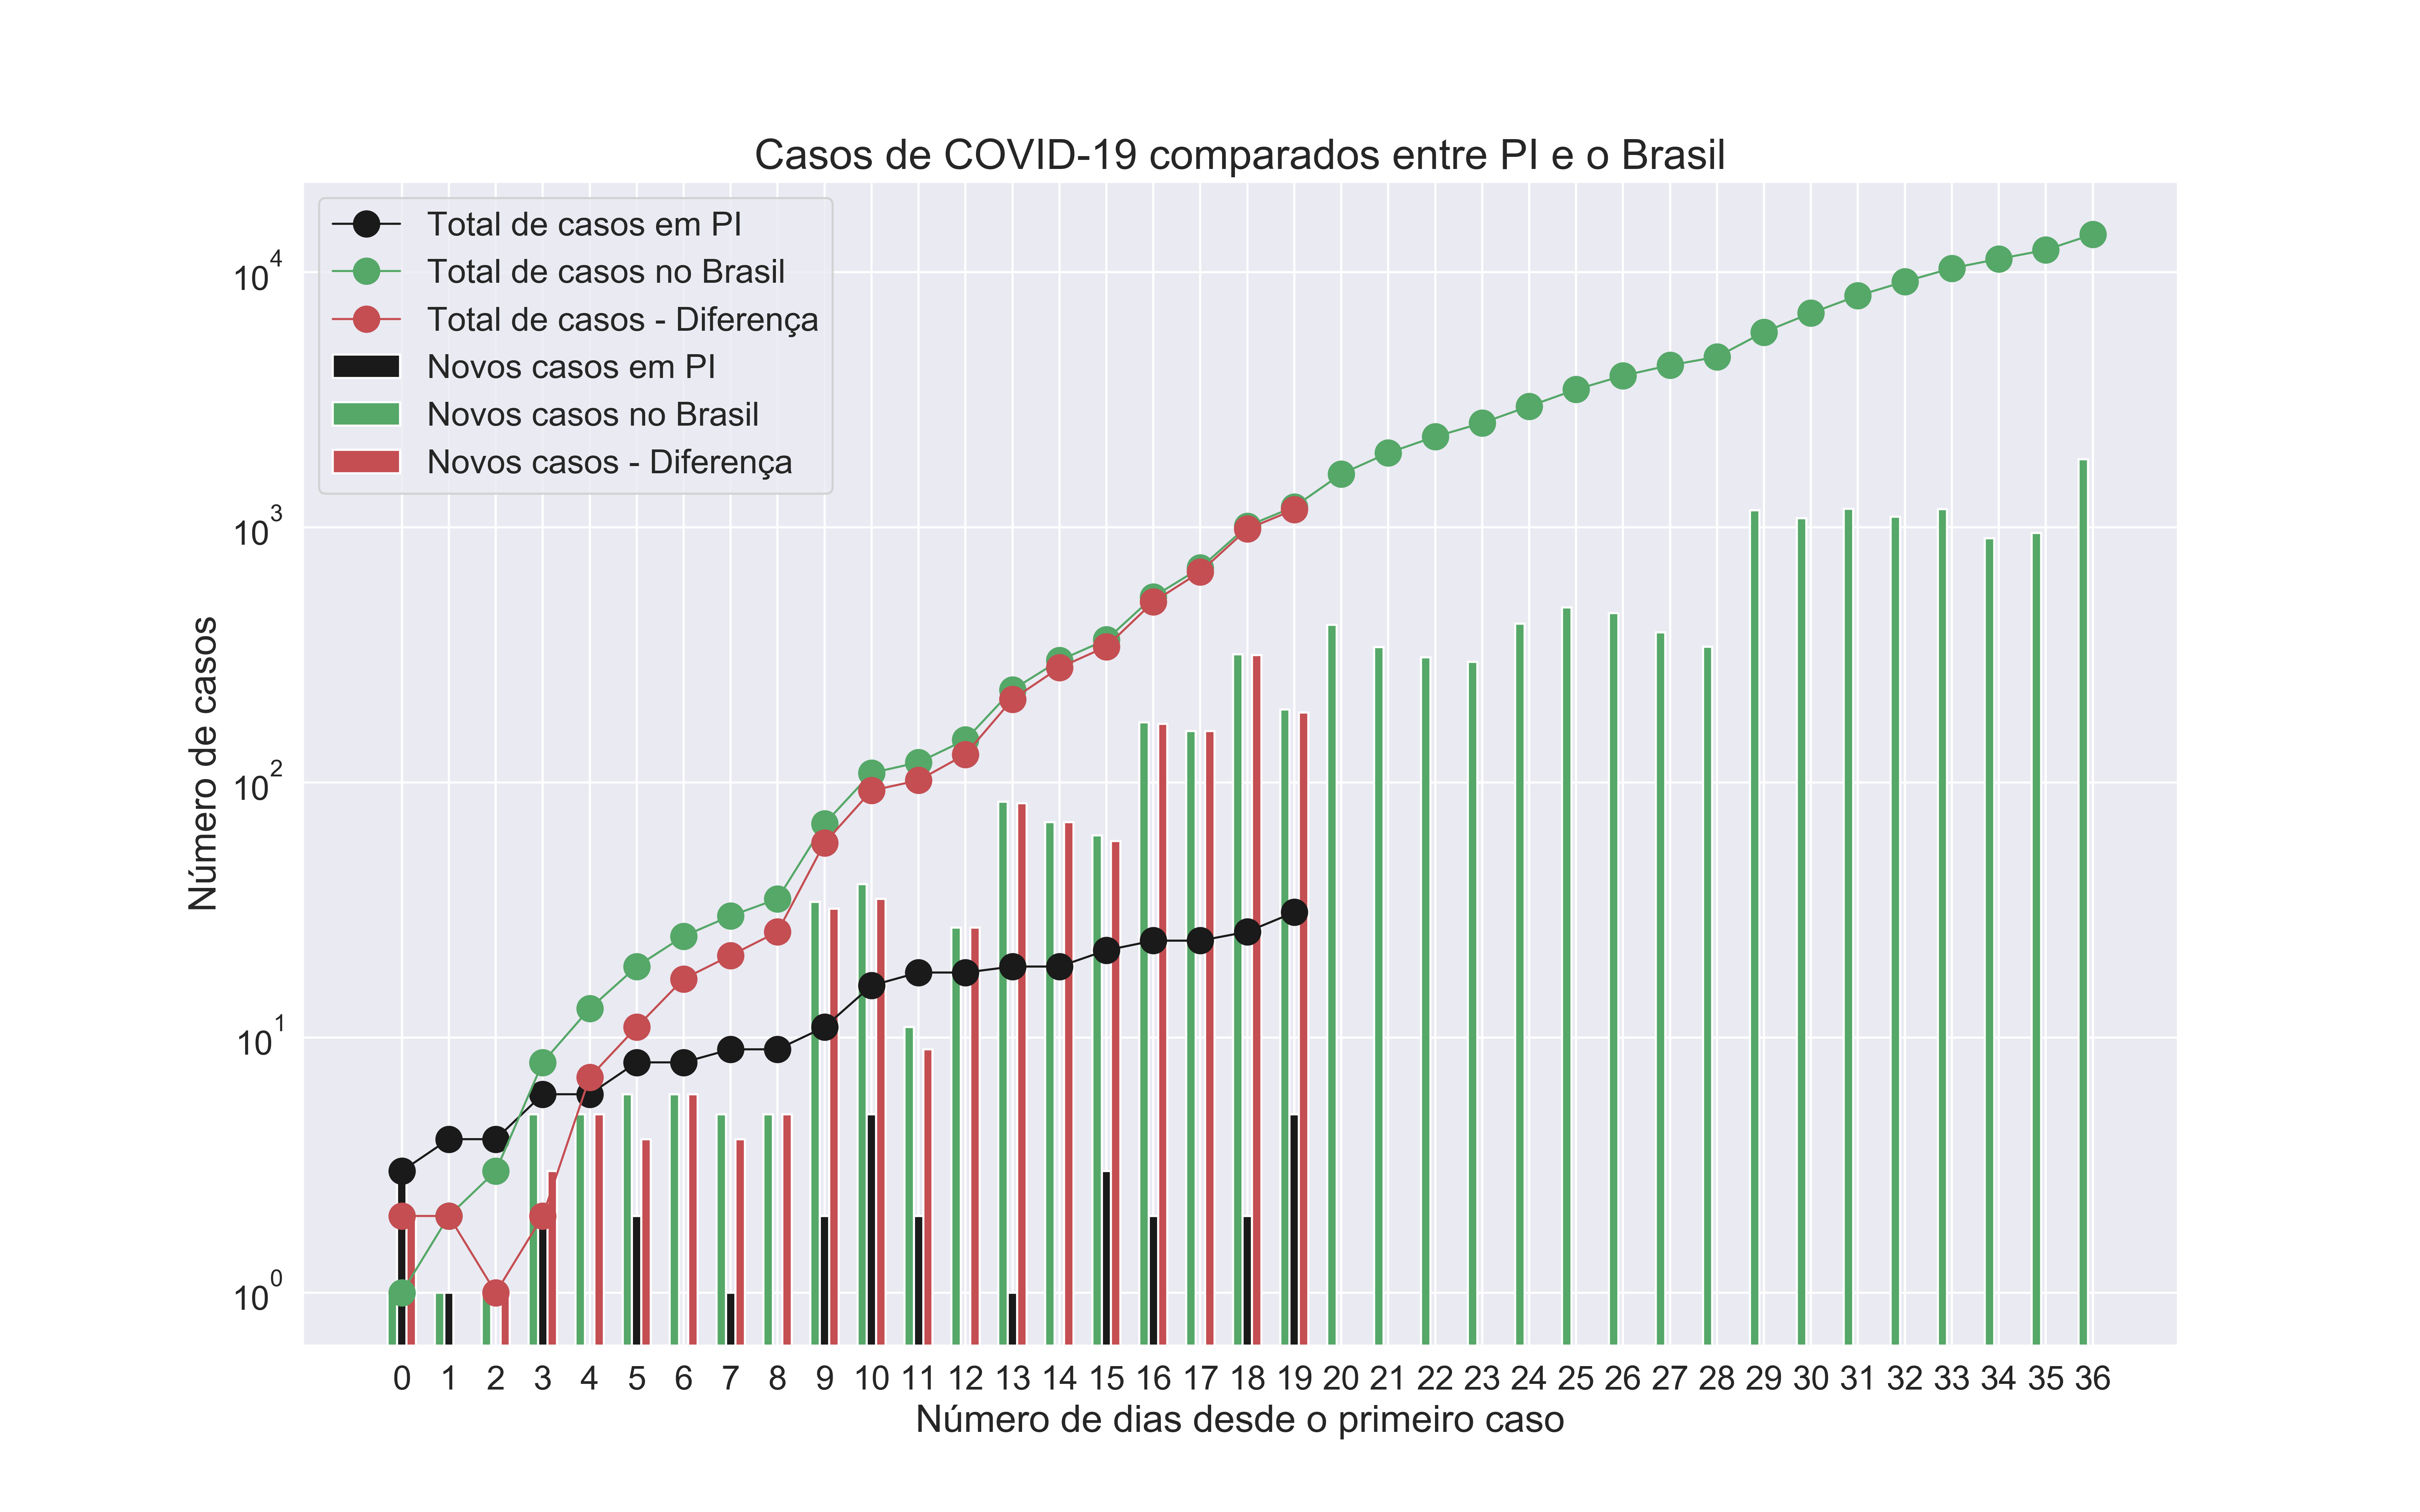 Casos de COVID-19 comparados entre PI e o Brasil
Total de casos em PI
Total de casos no Brasil
Total de casos - Diferença
Novos casos em PI
Novos casos no Brasil
Novos casos - Diferença
10^4
10^3
10^2
10^1
10^0
Número de casos
0 1 2 3 4 5 6 7 8 9 10 11 12 13 14 15 16 17 18 19 20 21 22 23 24 25 26 27 28 29 30 31 32 33 34 35 36
Número de dias desde o primeiro caso